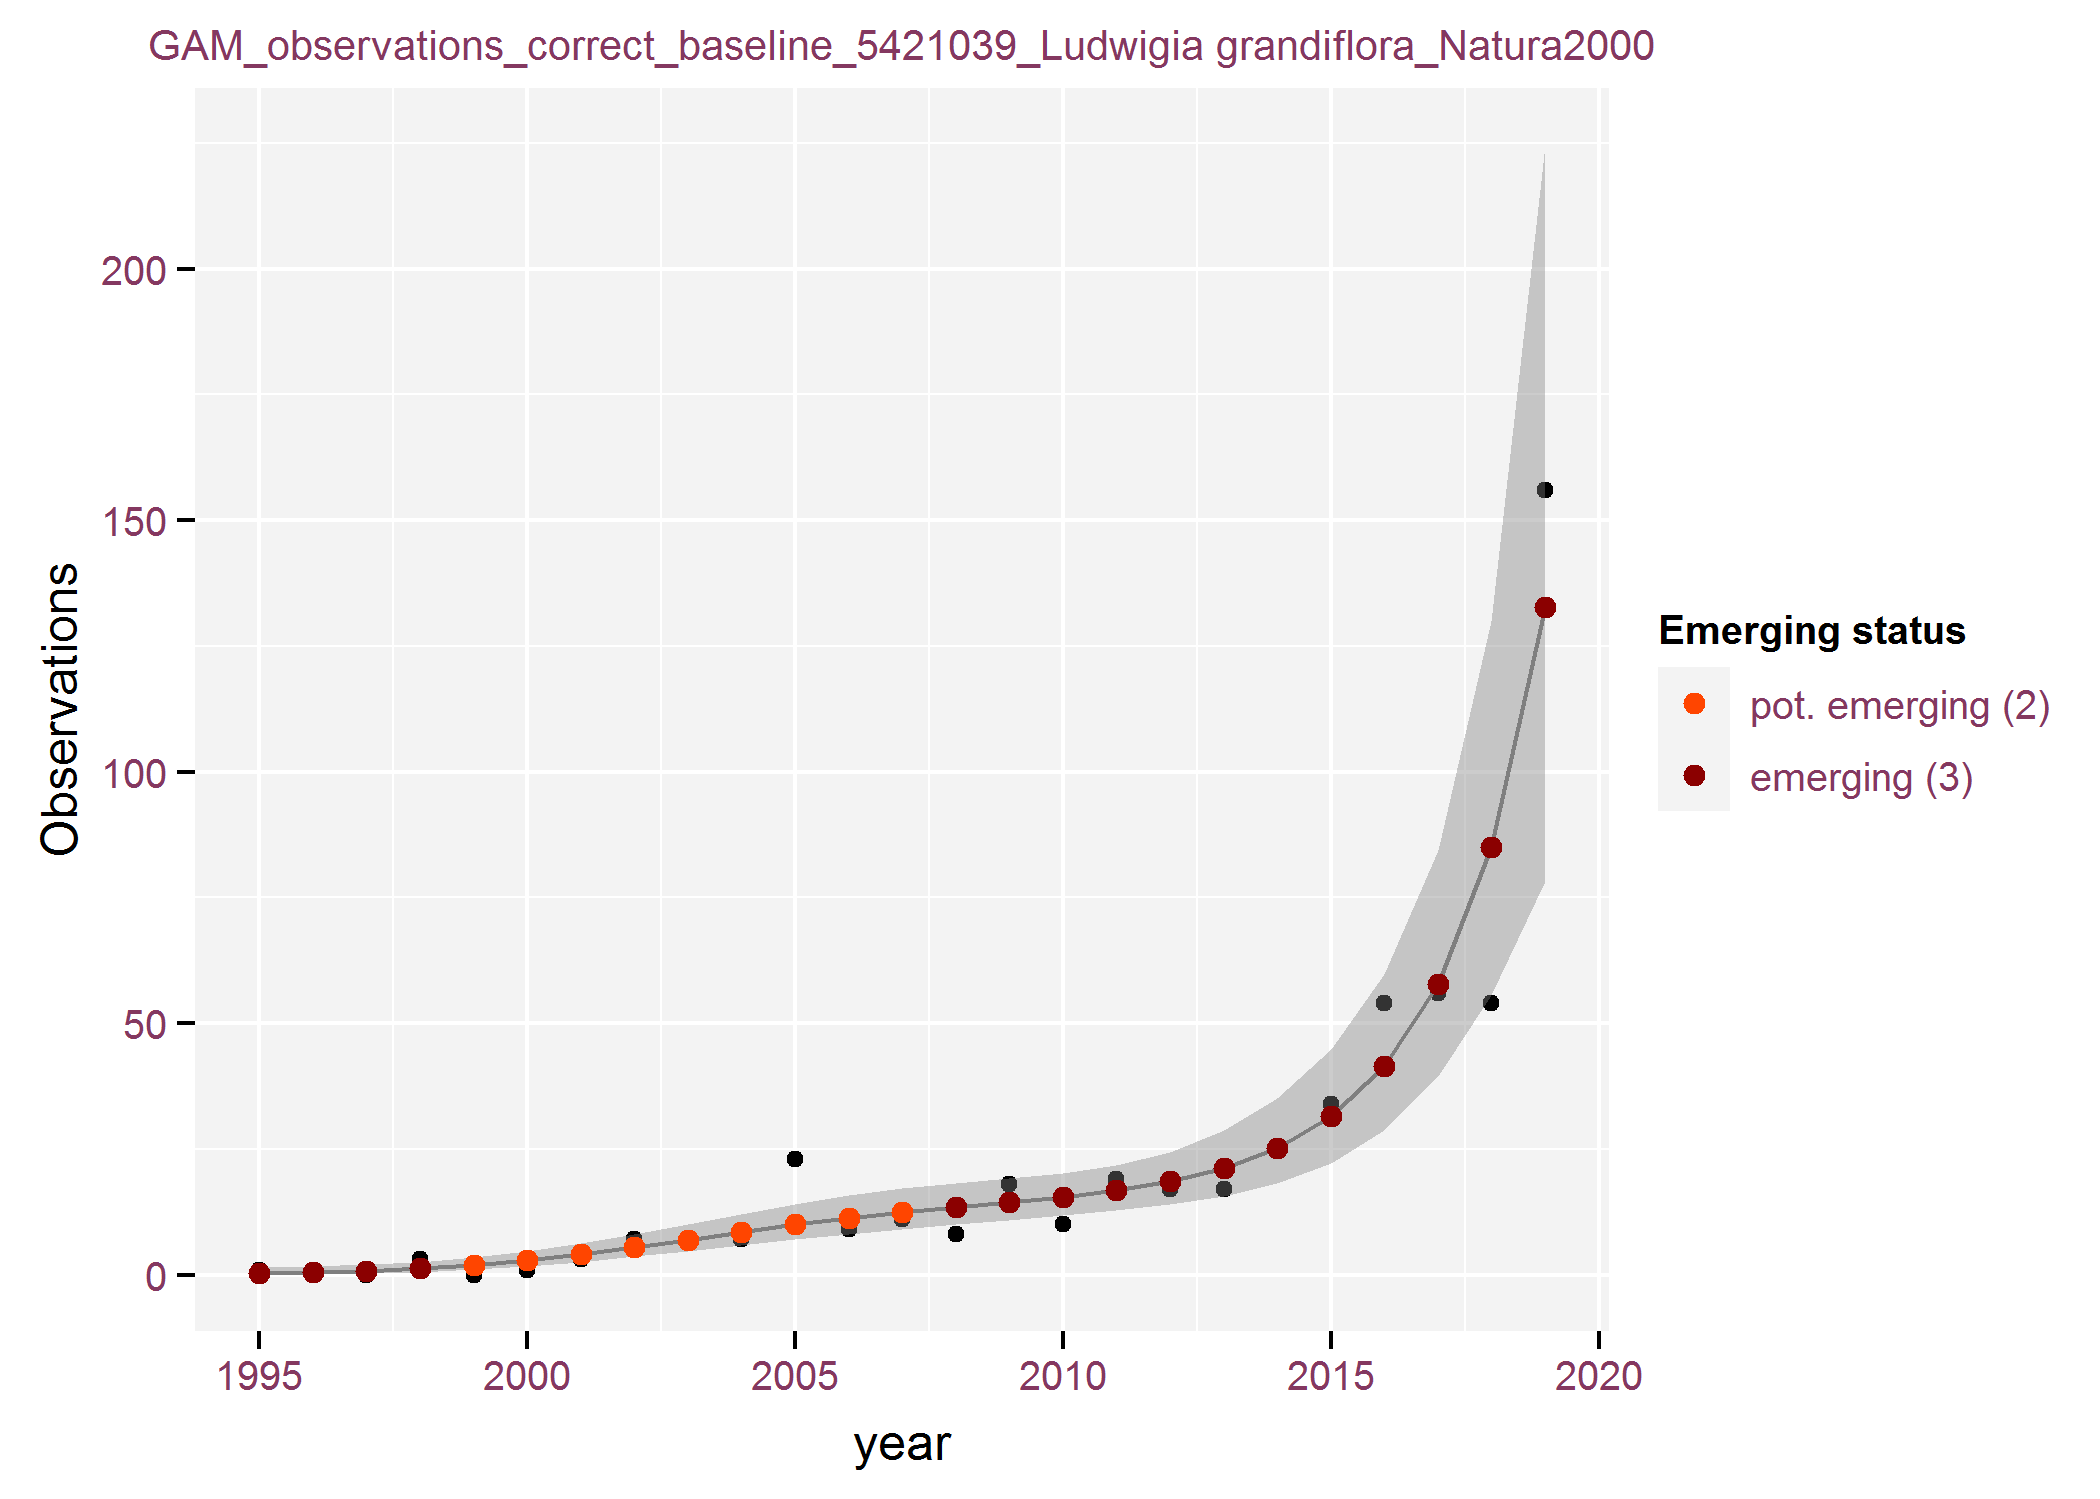 GAM_observations_correct_baseline_5421039_Ludwigia grandiflora_Natura2000
Observations
200
150
100
50
0
1995 2000 2005 2010 2015 2020
year
Emerging status
pot. emerging (2)
emerging (3)